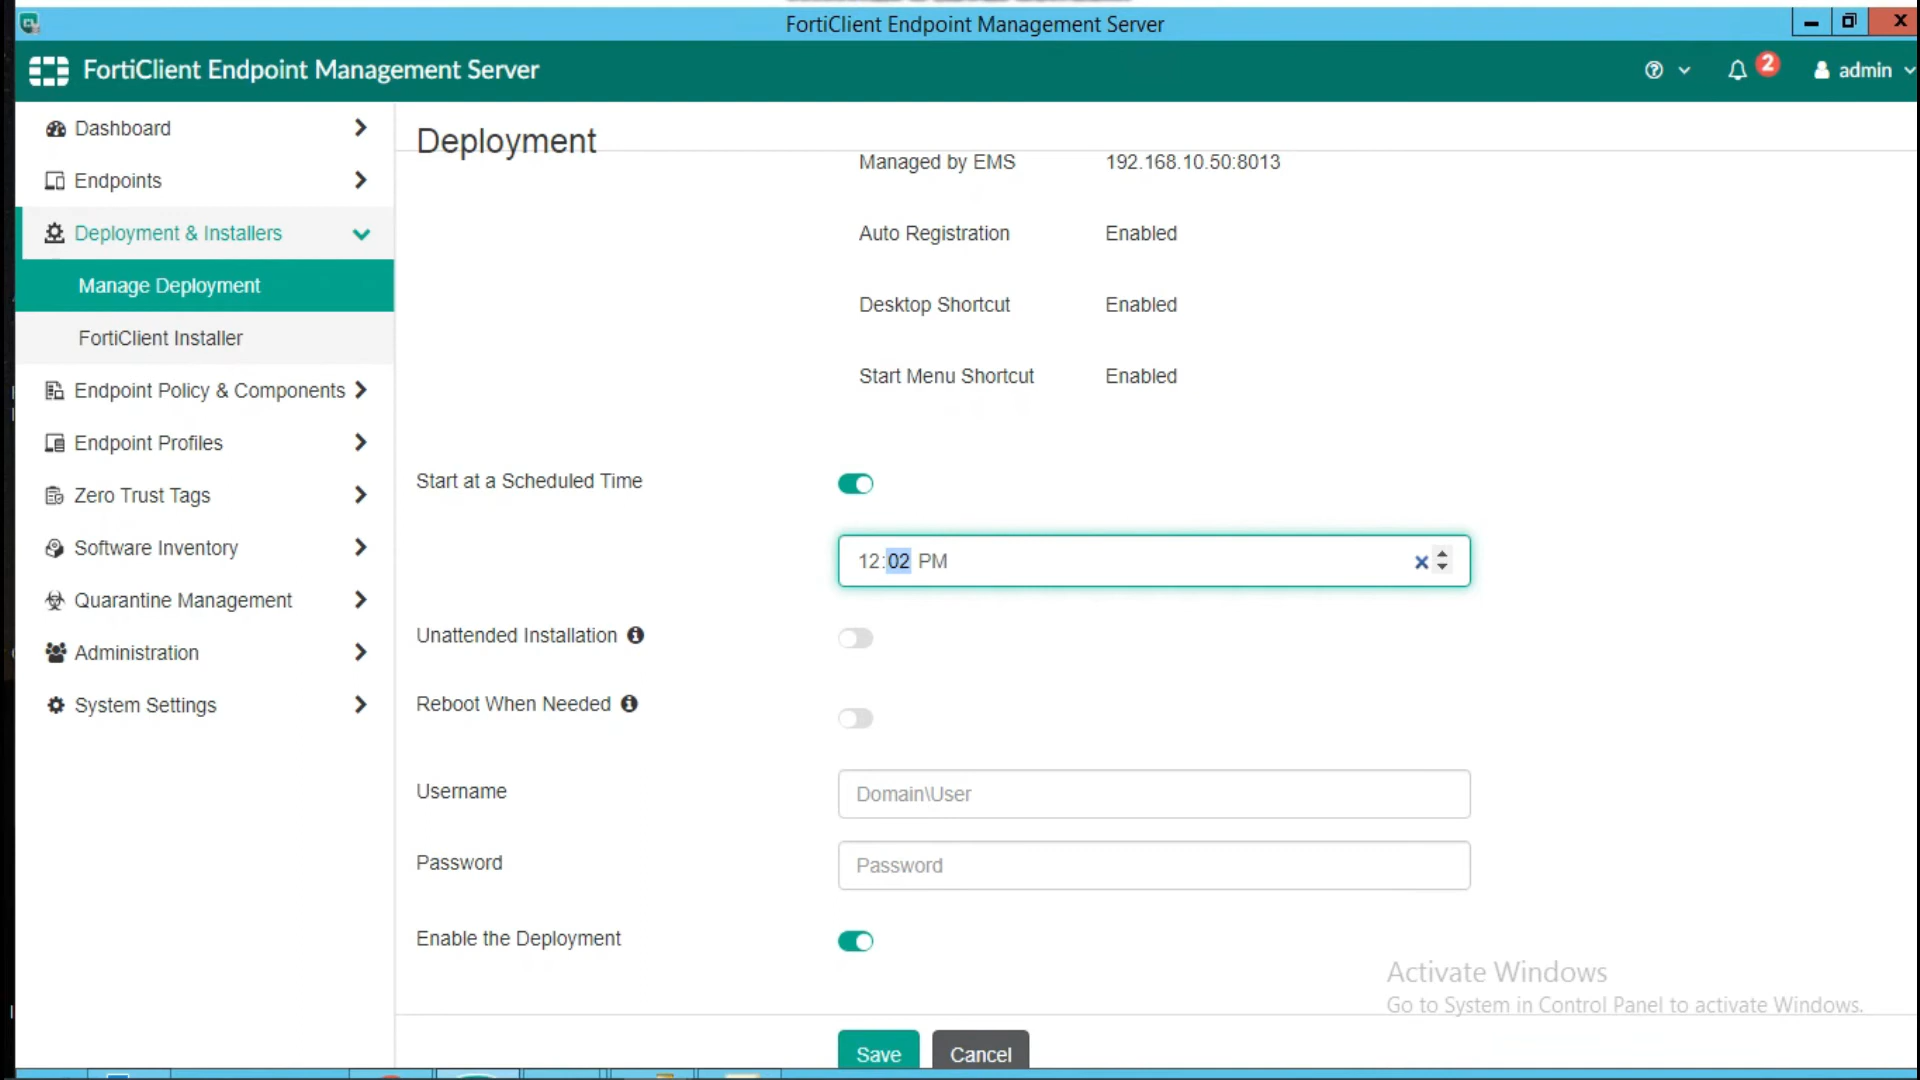 FortiClient Endpoint Management Server
FortiClient Endpoint Management Server
2
admin
Dashboard
Endpoints
Deployment & Installers
Manage Deployment
FortiClient Installer
Endpoint Policy & Components
Endpoint Profiles
Zero Trust Tags
Software Inventory
Quarantine Management
Administration
System Settings
Deployment
Managed by EMS 192.168.10.50:8013
Auto Registration Enabled
Desktop Shortcut Enabled
Start Menu Shortcut Enabled
Start at a Scheduled Time
12:02 PM
Unattended Installation
Reboot When Needed
Username Domain\User
Password Password
Enable the Deployment
Activate Windows
Go to System in Control Panel to activate Windows.
Save Cancel